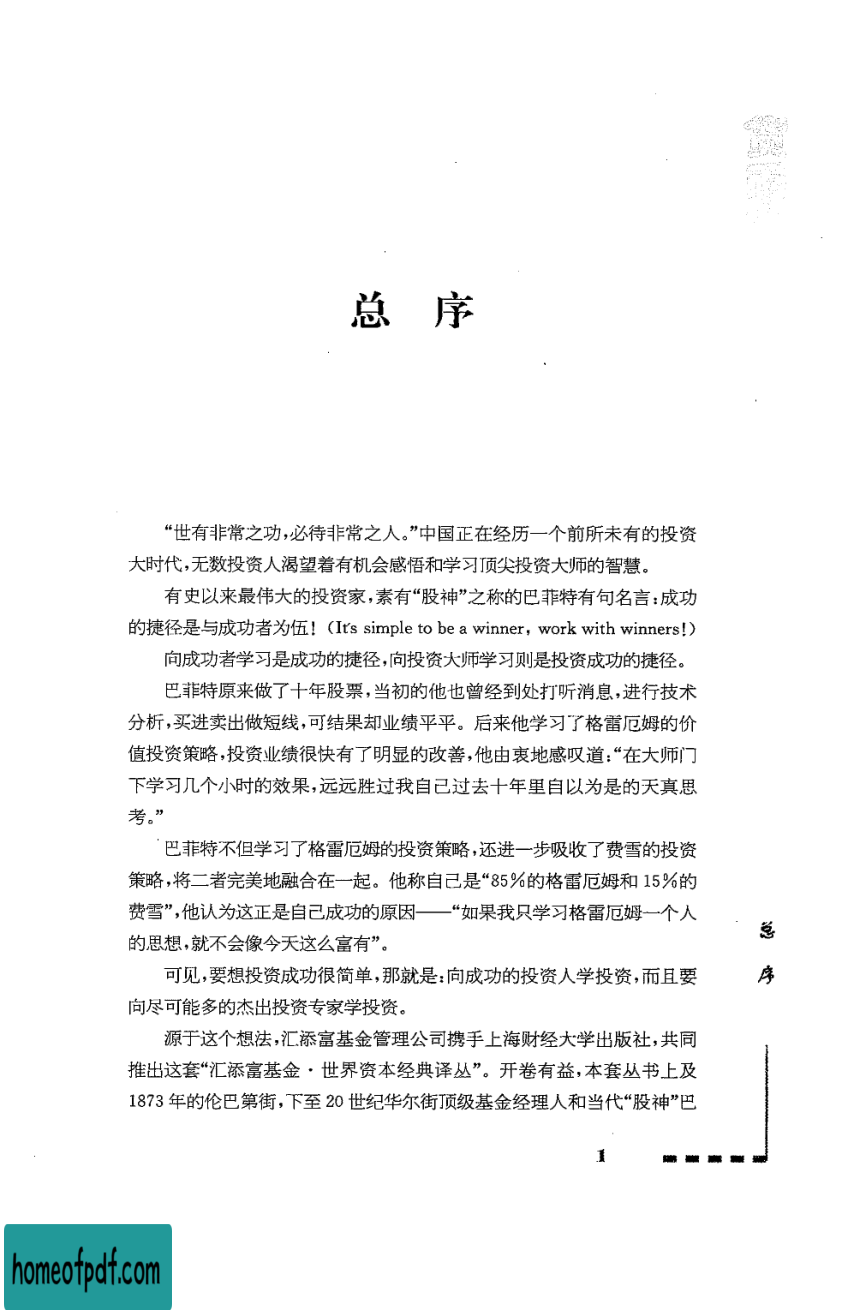 总 序
“世有非常之功,必待非常之人。”中国正在经历一个前所未有的投资
大时代,无数投资人渴望着有机会感悟和学习顶尖投资大师的智慧。
有史以来最伟大的投资家,素有“股神”之称的巴菲特有句名言:成功
的捷径是与成功者为伍!(It's simple to be a winner, work with winners!)
向成功者学习是成功的捷径,向投资大师学习则是投资成功的捷径。
巴菲特原来做了十年股票,当初的他也曾经到处打听消息,进行技术
分析,买进卖出做短线,可结果却业绩平平。后来他学习了格雷厄姆的价
值投资策略,投资业绩很快有了明显的改善,他由衷地感叹道:“在大师门
下学习几个小时的效果,远远胜过我自己过去十年里自以为是的天真思
考。”
巴菲特不但学习了格雷厄姆的投资策略,还进一步吸收了费雪的投资
策略,将二者完美地融合在一起。他称自己是“85%的格雷厄姆和 15%的
费雪”,他认为这正是自己成功的原因——“如果我只学习格雷厄姆一个人
的思想,就不会像今天这么富有”。
可见,要想投资成功很简单,那就是:向成功的投资人学投资,而且要
向尽可能多的杰出投资专家学投资。
源于这个想法,汇添富基金管理公司携手上海财经大学出版社,共同
推出这套“汇添富基金·世界资本经典译丛”。开卷有益,本套丛书上及
1873 年的伦巴第街,下至 20 世纪华尔街顶级基金经理人和当代“股神”巴
总序
1
homeofpdf.com